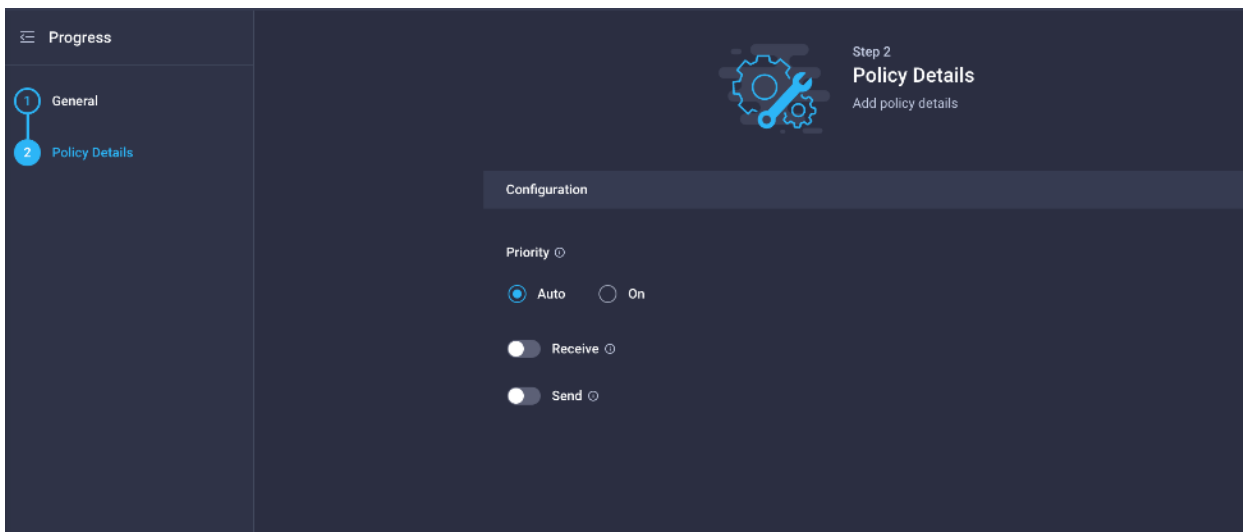 Progress
1 General
2 Policy Details
Step 2
Policy Details
Add policy details
Configuration
Priority
Auto On
Receive
Send